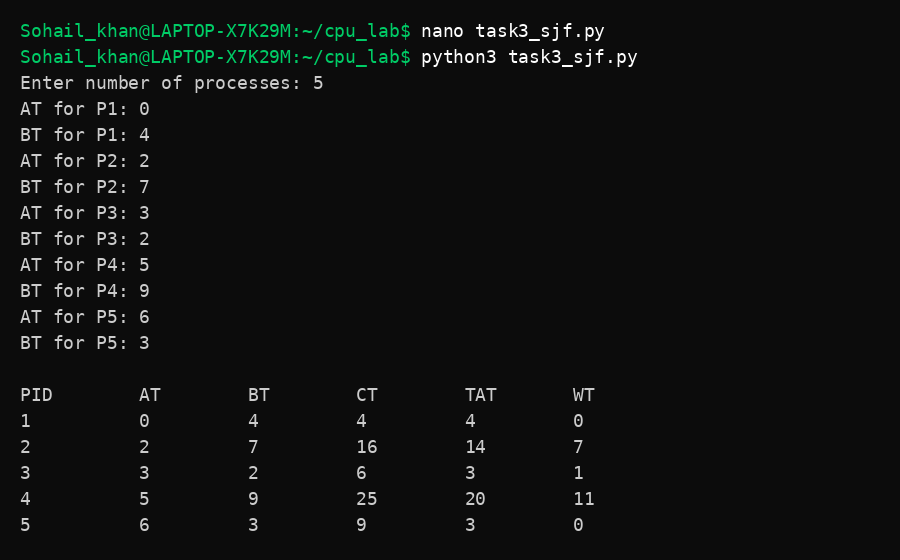 Sohail_khan@LAPTOP-X7K29M:~/cpu_lab$ nano task3_sjf.py
Sohail_khan@LAPTOP-X7K29M:~/cpu_lab$ python3 task3_sjf.py
Enter number of processes: 5
AT for P1: 0
BT for P1: 4
AT for P2: 2
BT for P2: 7
AT for P3: 3
BT for P3: 2
AT for P4: 5
BT for P4: 9
AT for P5: 6
BT for P5: 3

PID AT BT CT TAT WT
1 0 4 4 4 0
2 2 7 16 14 7
3 3 2 6 3 1
4 5 9 25 20 11
5 6 3 9 3 0